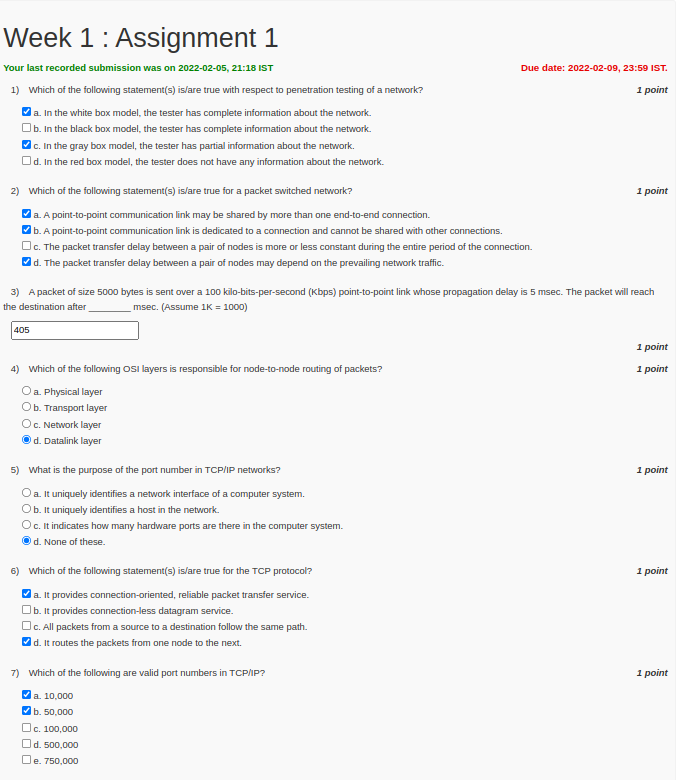 Week 1 : Assignment 1
Your last recorded submission was on 2022-02-05, 21:18 IST Due date: 2022-02-09, 23:59 IST.
1) Which of the following statement(s) is/are true with respect to penetration testing of a network? 1 point
a. In the white box model, the tester has complete information about the network.
b. In the black box model, the tester has complete information about the network.
c. In the gray box model, the tester has partial information about the network.
d. In the red box model, the tester does not have any information about the network.
2) Which of the following statement(s) is/are true for a packet switched network? 1 point
a. A point-to-point communication link may be shared by more than one end-to-end connection.
b. A point-to-point communication link is dedicated to a connection and cannot be shared with other connections.
c. The packet transfer delay between a pair of nodes is more or less constant during the entire period of the connection.
d. The packet transfer delay between a pair of nodes may depend on the prevailing network traffic.
3) A packet of size 5000 bytes is sent over a 100 kilo-bits-per-second (Kbps) point-to-point link whose propagation delay is 5 msec. The packet will reach
the destination after ________ msec. (Assume 1K = 1000)
405
1 point
4) Which of the following OSI layers is responsible for node-to-node routing of packets? 1 point
a. Physical layer
b. Transport layer
c. Network layer
d. Datalink layer
5) What is the purpose of the port number in TCP/IP networks? 1 point
a. It uniquely identifies a network interface of a computer system.
b. It uniquely identifies a host in the network.
c. It indicates how many hardware ports are there in the computer system.
d. None of these.
6) Which of the following statement(s) is/are true for the TCP protocol? 1 point
a. It provides connection-oriented, reliable packet transfer service.
b. It provides connection-less datagram service.
c. All packets from a source to a destination follow the same path.
d. It routes the packets from one node to the next.
7) Which of the following are valid port numbers in TCP/IP? 1 point
a. 10,000
b. 50,000
c. 100,000
d. 500,000
e. 750,000